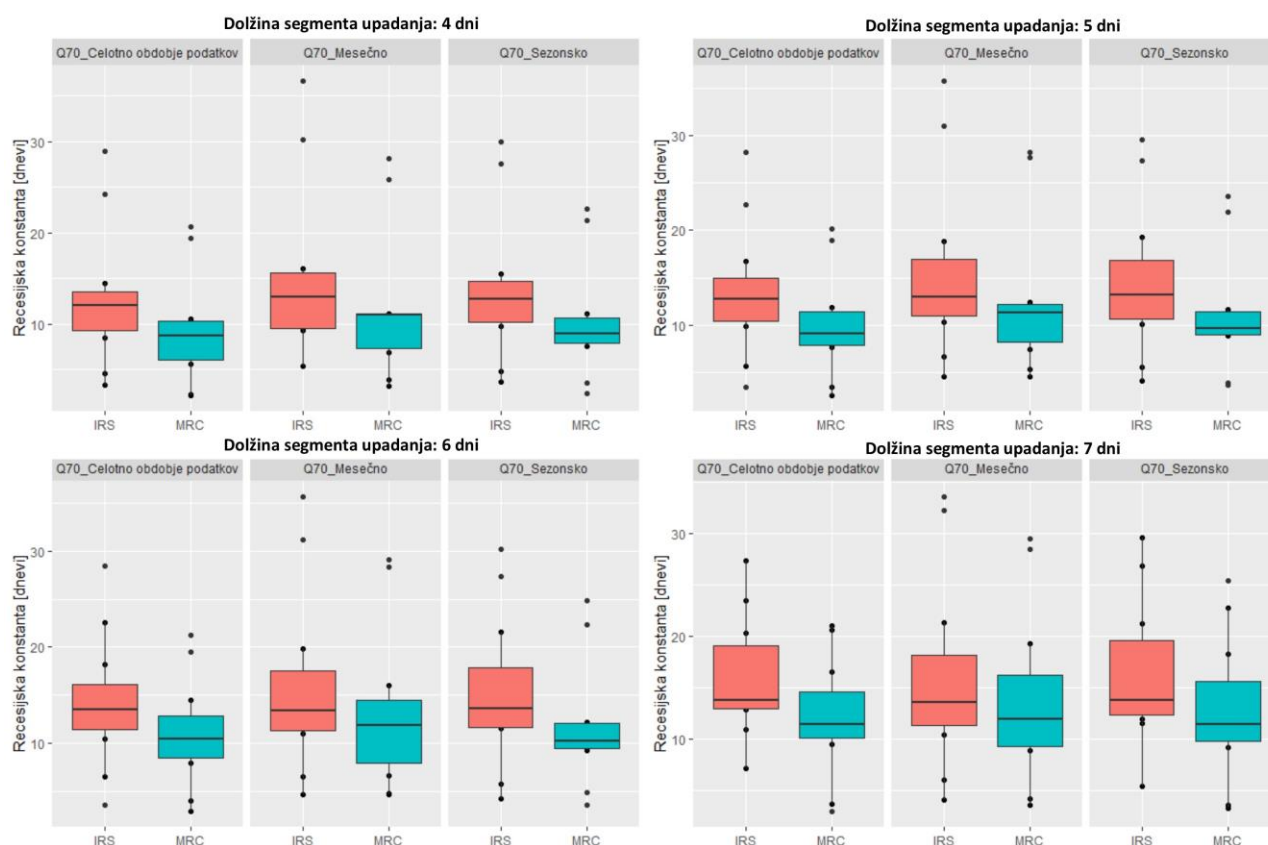 Dolžina segmenta upadanja: 4 dni
Q70_Celotno obdobje podatkov Q70_Mesečno Q70_Sezonsko
Recesijska konstanta [dnevi]
30
20
10
IRS MRC IRS MRC IRS MRC
Dolžina segmenta upadanja: 5 dni
Q70_Celotno obdobje podatkov Q70_Mesečno Q70_Sezonsko
Recesijska konstanta [dnevi]
30
20
10
IRS MRC IRS MRC IRS MRC
Dolžina segmenta upadanja: 6 dni
Q70_Celotno obdobje podatkov Q70_Mesečno Q70_Sezonsko
Recesijska konstanta [dnevi]
30
20
10
IRS MRC IRS MRC IRS MRC
Dolžina segmenta upadanja: 7 dni
Q70_Celotno obdobje podatkov Q70_Mesečno Q70_Sezonsko
Recesijska konstanta [dnevi]
30
20
10
IRS MRC IRS MRC IRS MRC